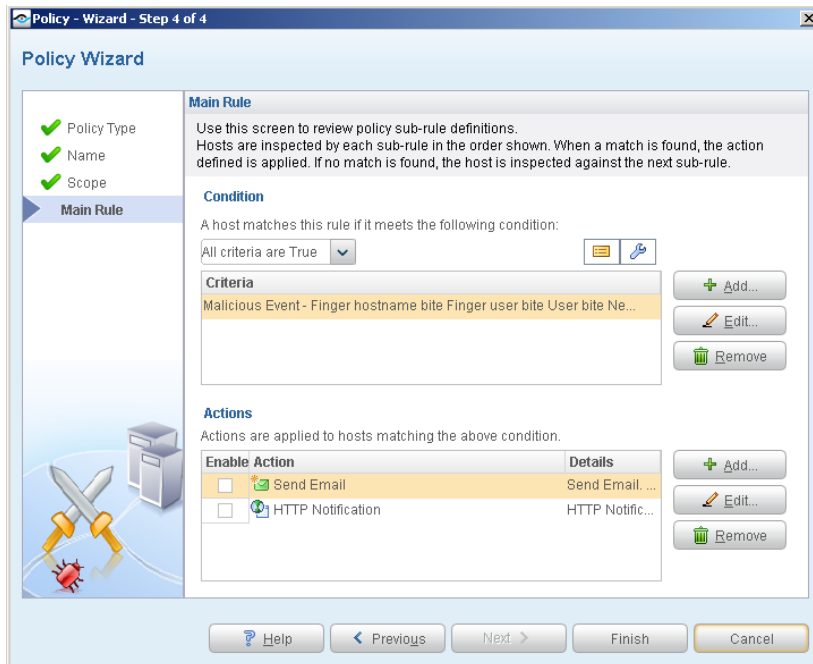 Policy - Wizard - Step 4 of 4
Policy Wizard
Policy Type
Name
Scope
Main Rule
Main Rule
Use this screen to review policy sub-rule definitions.
Hosts are inspected by each sub-rule in the order shown. When a match is found, the action
defined is applied. If no match is found, the host is inspected against the next sub-rule.
Condition
A host matches this rule if it meets the following condition:
All criteria are True
Criteria
Malicious Event - Finger hostname bite Finger user bite User bite Ne...
Add...
Edit...
Remove
Actions
Actions are applied to hosts matching the above condition.
Enable Action Details
Send Email Send Email. ...
HTTP Notification HTTP Notific...
Add...
Edit...
Remove
Help
Previous
Next
Finish
Cancel